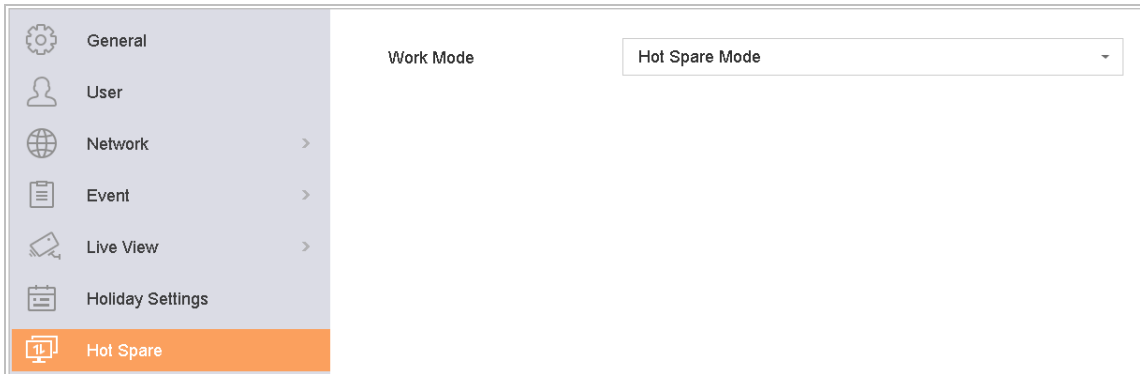 General
Work Mode
Hot Spare Mode
User
Network
Event
Live View
Holiday Settings
Hot Spare